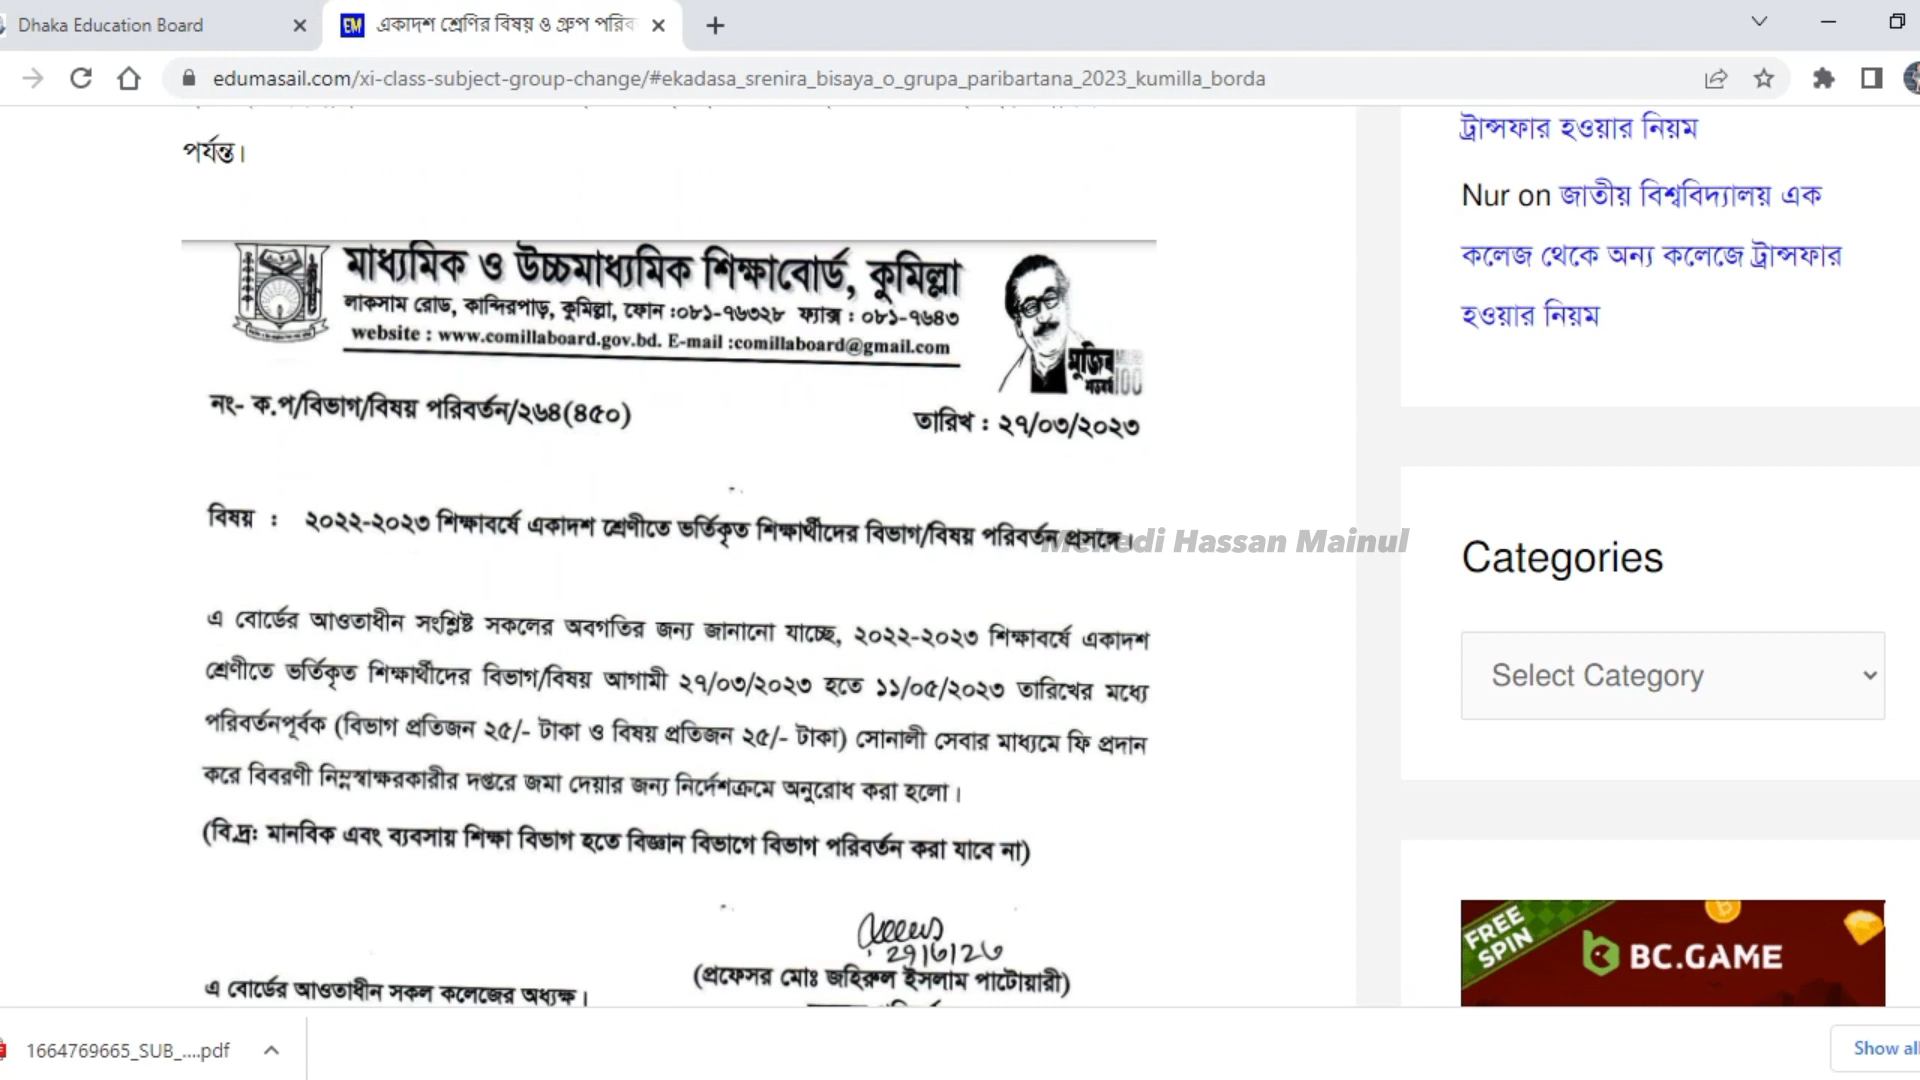 Dhaka Education Board
EM একাদশ শ্রেণির বিষয় ও গ্রুপ পরিব
edumasail.com/xi-class-subject-group-change/#ekadasa_srenira_bisaya_o_grupa_paribartana_2023_kumilla_borda
পর্যন্ত।
মাধ্যমিক ও উচ্চমাধ্যমিক শিক্ষাবোর্ড, কুমিল্লা
লাকসাম রোড, কান্দিরপাড়, কুমিল্লা, ফোন :০৮১-৭৬৩২৮ ফ্যাক্স : ০৮১-৭৬৪৩
website : www.comillaboard.gov.bd. E-mail :comillaboard@gmail.com
মুজিব
শতবর্ষ 100
নং- ক.প/বিভাগ/বিষয় পরিবর্তন/২৬৪(৪৫০)
তারিখ : ২৭/০৩/২০২৩
বিষয় : ২০২২-২০২৩ শিক্ষাবর্ষে একাদশ শ্রেণীতে ভর্তিকৃত শিক্ষার্থীদের বিভাগ/বিষয় পরিবর্তন প্রসঙ্গে।
Mehedi Hassan Mainul
এ বোর্ডের আওতাধীন সংশ্লিষ্ট সকলের অবগতির জন্য জানানো যাচ্ছে, ২০২২-২০২৩ শিক্ষাবর্ষে একাদশ
শ্রেণীতে ভর্তিকৃত শিক্ষার্থীদের বিভাগ/বিষয় আগামী ২৭/০৩/২০২৩ হতে ১১/০৫/২০২৩ তারিখের মধ্যে
পরিবর্তনপূর্বক (বিভাগ প্রতিজন ২৫/- টাকা ও বিষয় প্রতিজন ২৫/- টাকা) সোনালী সেবার মাধ্যমে ফি প্রদান
করে বিবরণী নিম্নস্বাক্ষরকারীর দপ্তরে জমা দেয়ার জন্য নির্দেশক্রমে অনুরোধ করা হলো।
(বি.দ্র: মানবিক এবং ব্যবসায় শিক্ষা বিভাগ হতে বিজ্ঞান বিভাগে বিভাগ পরিবর্তন করা যাবে না)
(প্রফেসর মোঃ জহিরুল ইসলাম পাটোয়ারী)
এ বোর্ডের আওতাধীন সকল কলেজের অধ্যক্ষ।
ট্রান্সফার হওয়ার নিয়ম
Nur on জাতীয় বিশ্ববিদ্যালয় এক
কলেজ থেকে অন্য কলেজে ট্রান্সফার
হওয়ার নিয়ম
Categories
Select Category
FREE
SPIN
BC.GAME
1664769665_SUB_....pdf
Show all